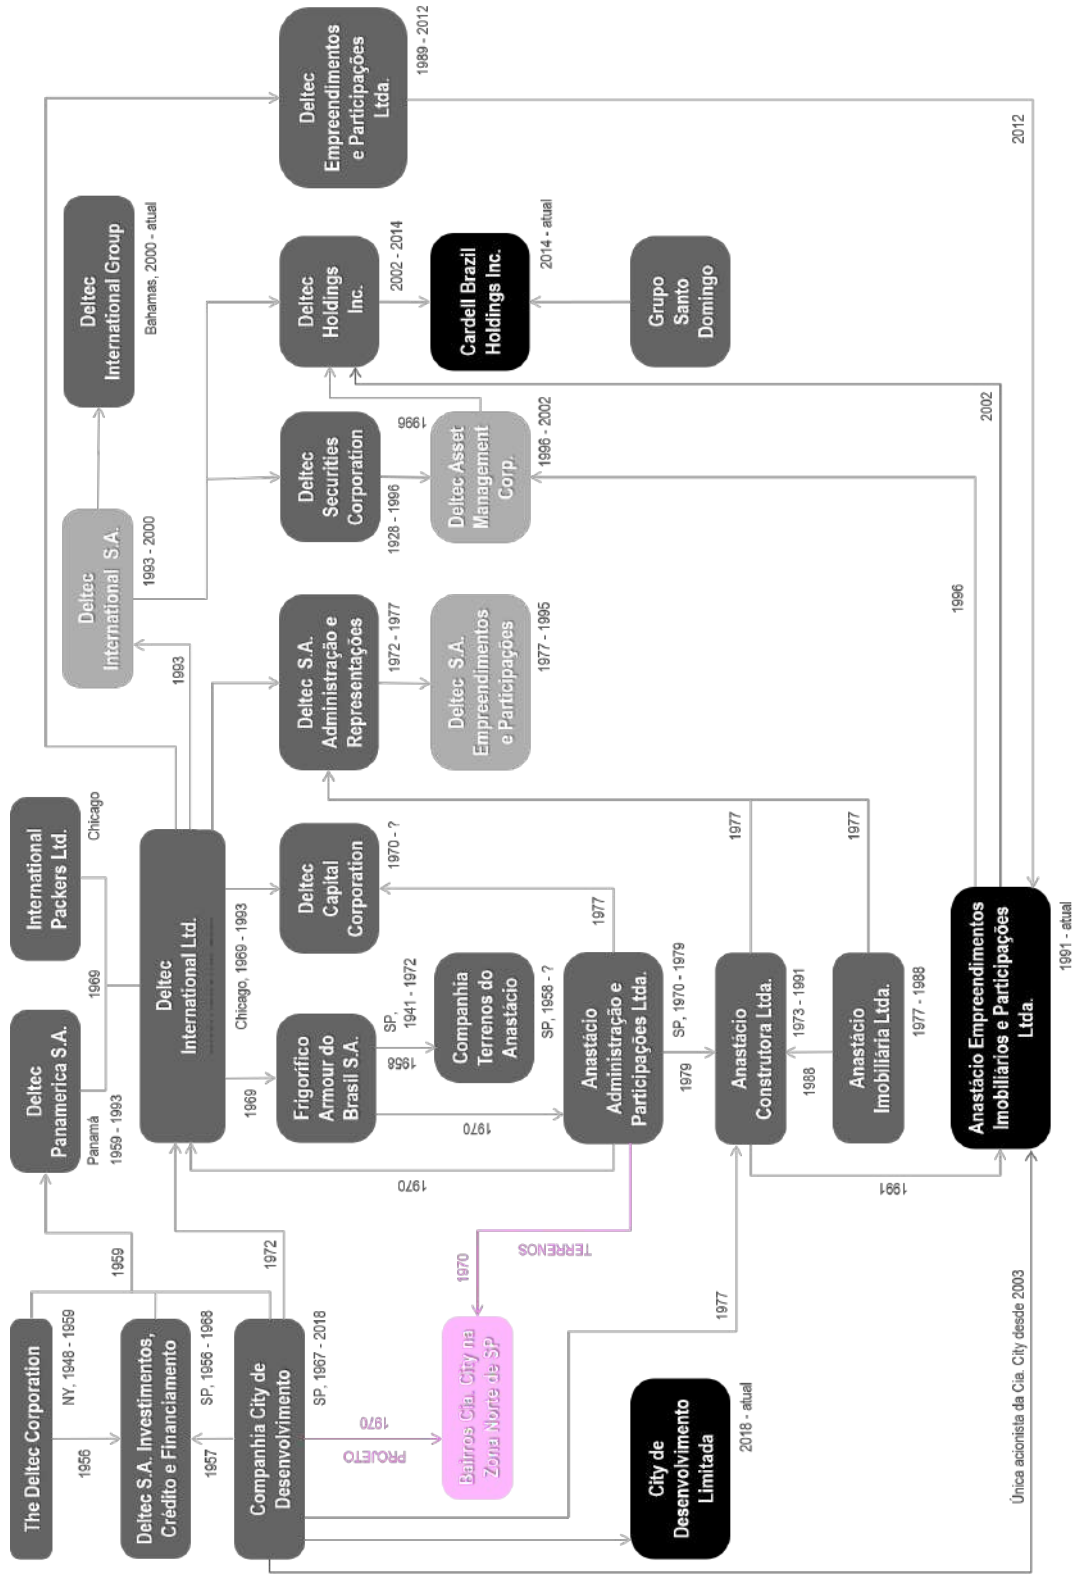 The Deltec Corporation
NY, 1948 - 1959
1956
Deltec S.A. Investimentos,
Crédito e Financiamento
SP, 1956 - 1968
1957
Companhia City de
Desenvolvimento
SP, 1967 - 2018
1959
1972
Deltec
Panamerica S.A.
Panamá
1959 - 1993
1969
International
Packers Ltd.
Chicago
Deltec
International Ltd.
Chicago, 1969 - 1993
1993
Deltec
International S.A.
1993 - 2000
Deltec
International Group
Bahamas, 2000 - atual
1969
Frigorífico
Armour do
Brasil S.A.
SP,
1941 - 1972
1958
1970
Deltec
Capital
Corporation
1970 - ?
Deltec S.A.
Administração e
Representações
1972 - 1977
Deltec
Securities
Corporation
1928 - 1996
Deltec
Holdings
Inc.
2002 - 2014
Deltec
Empreendimentos
e Participações
Ltda.
1989 - 2012
PROJETO
1970
Bairros Cia. City na
Zona Norte de SP
1970
TERRENOS
1970
Companhia
Terrenos do
Anastácio
SP, 1958 - ?
Deltec S.A.
Empreendimentos
e Participações
1977 - 1995
Deltec Asset
Management
Corp.
1996 - 2002
1996
Cardell Brazil
Holdings Inc.
2014 - atual
Anastácio
Administração e
Participações Ltda.
SP, 1970 - 1979
1979
1977
Grupo
Santo
Domingo
City de
Desenvolvimento
Limitada
2018 - atual
1977
Anastácio
Construtora Ltda.
1973 - 1991
1977
1988
1991
Anastácio
Imobiliária Ltda.
1977 - 1988
1977
1996
2002
2012
Única acionista da Cia. City desde 2003
Anastácio Empreendimentos
Imobiliários e Participações
Ltda.
1991 - atual